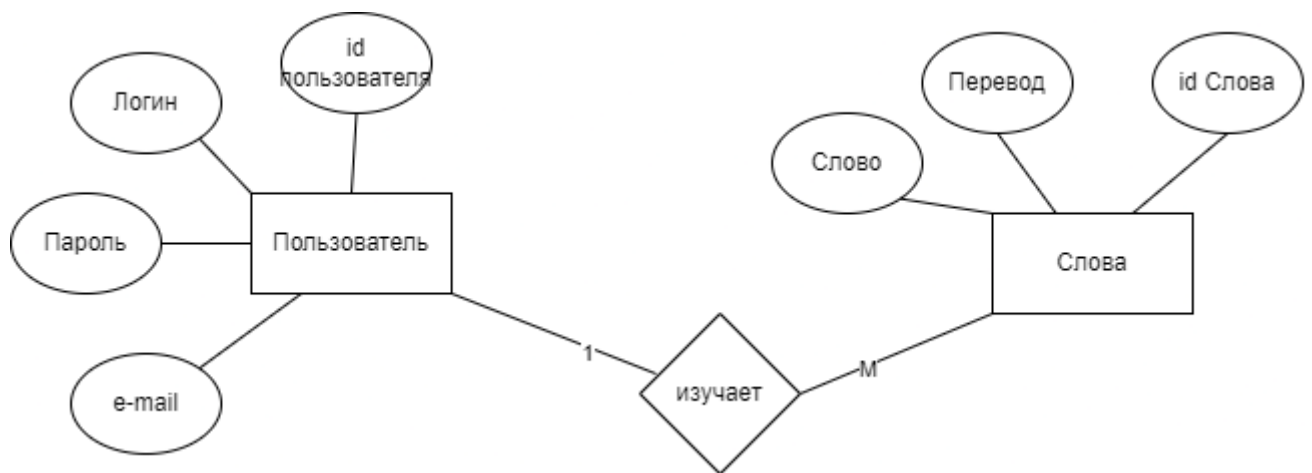 id
пользователя
Логин
Перевод
id Слова
Слово
Пароль
Пользователь
Слова
1
М
изучает
e-mail